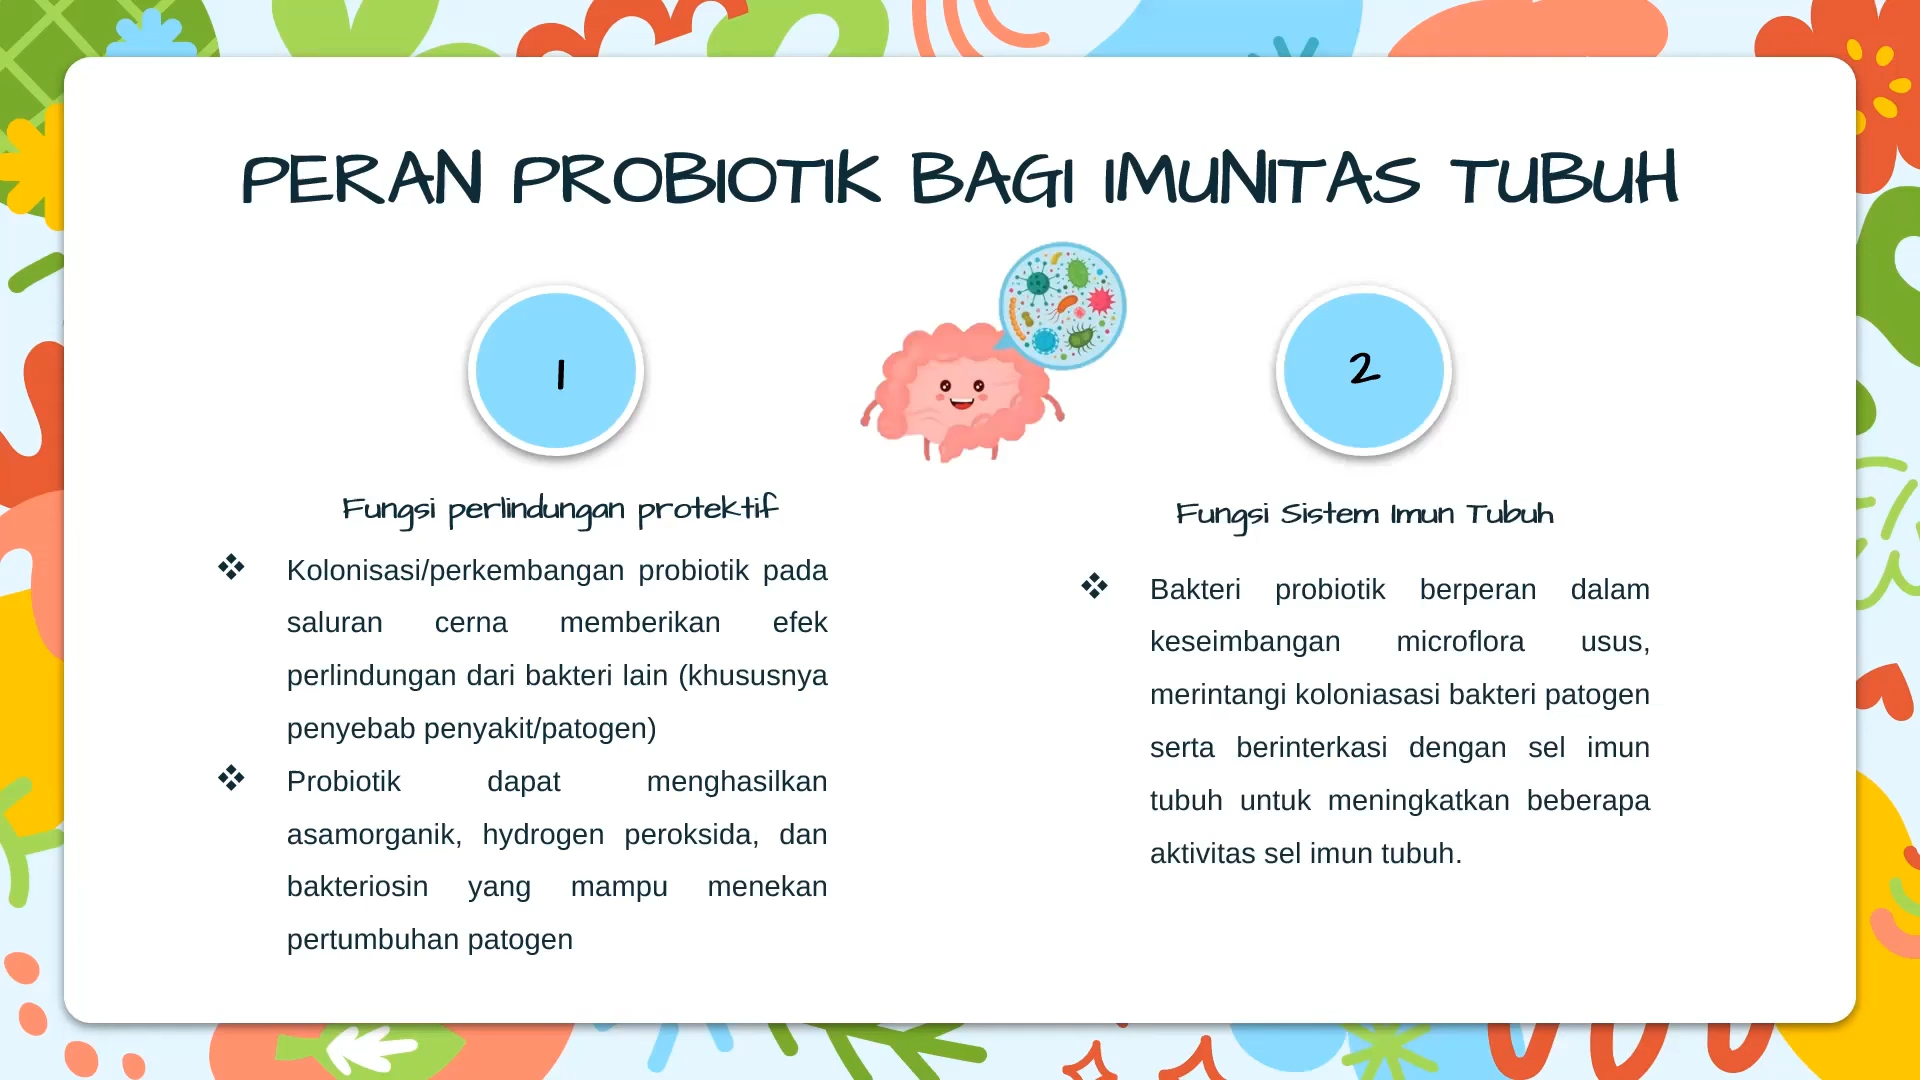 PERAN PROBIOTIK BAGI IMUNITAS TUBUH
1
Fungsi perlindungan protektif
❖ Kolonisasi/perkembangan probiotik pada
saluran cerna memberikan efek
perlindungan dari bakteri lain (khususnya
penyebab penyakit/patogen)
❖ Probiotik dapat menghasilkan
asamorganik, hydrogen peroksida, dan
bakteriosin yang mampu menekan
pertumbuhan patogen
2
Fungsi Sistem Imun Tubuh
❖ Bakteri probiotik berperan dalam
keseimbangan microflora usus,
merintangi koloniasasi bakteri patogen
serta berinterkasi dengan sel imun
tubuh untuk meningkatkan beberapa
aktivitas sel imun tubuh.